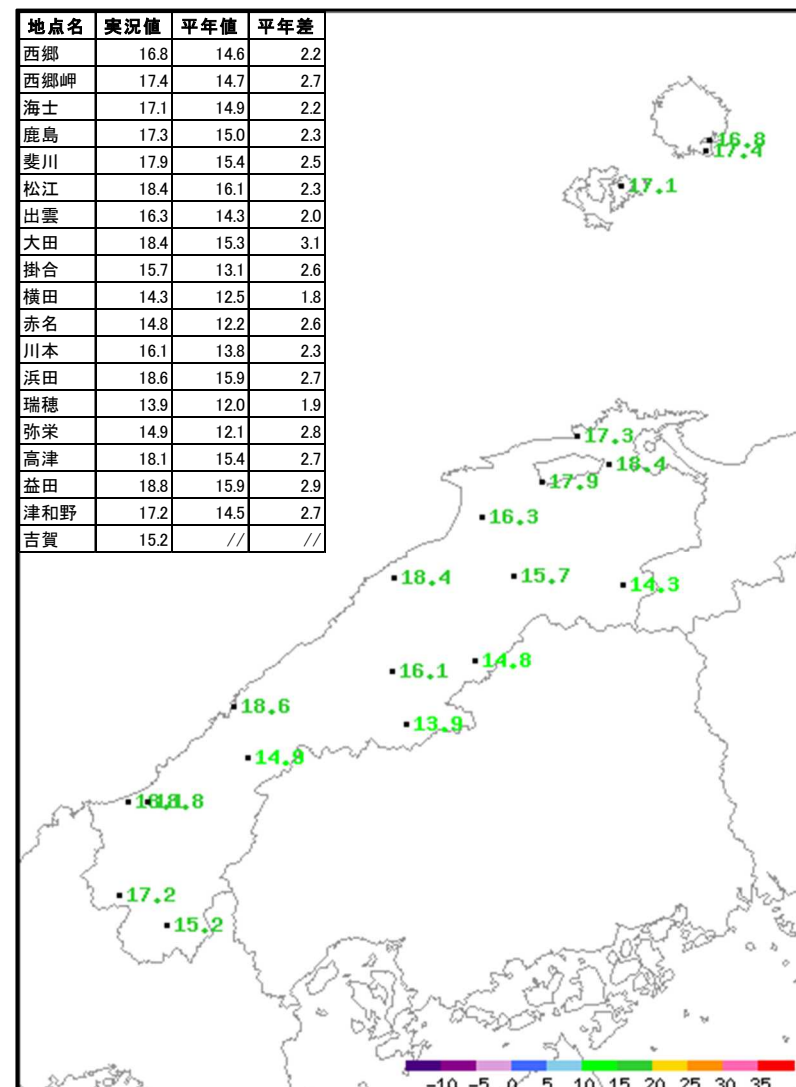 地点名 実況値 平年値 平年差
西郷 16.8 14.6 2.2
西郷岬 17.4 14.7 2.7
海士 17.1 14.9 2.2
鹿島 17.3 15.0 2.3
斐川 17.9 15.4 2.5
松江 18.4 16.1 2.3
出雲 16.3 14.3 2.0
大田 18.4 15.3 3.1
掛合 15.7 13.1 2.6
横田 14.3 12.5 1.8
赤名 14.8 12.2 2.6
川本 16.1 13.8 2.3
浜田 18.6 15.9 2.7
瑞穂 13.9 12.0 1.9
弥栄 14.9 12.1 2.8
高津 18.1 15.4 2.7
益田 18.8 15.9 2.9
津和野 17.2 14.5 2.7
吉賀 15.2 // //
16.8
17.4
17.1
17.3
18.4
17.9
16.3
18.4
15.7
14.3
14.8
16.1
18.6
13.9
14.9
18.1
18.8
17.2
15.2
-10 -5 0 5 10 15 20 25 30 35